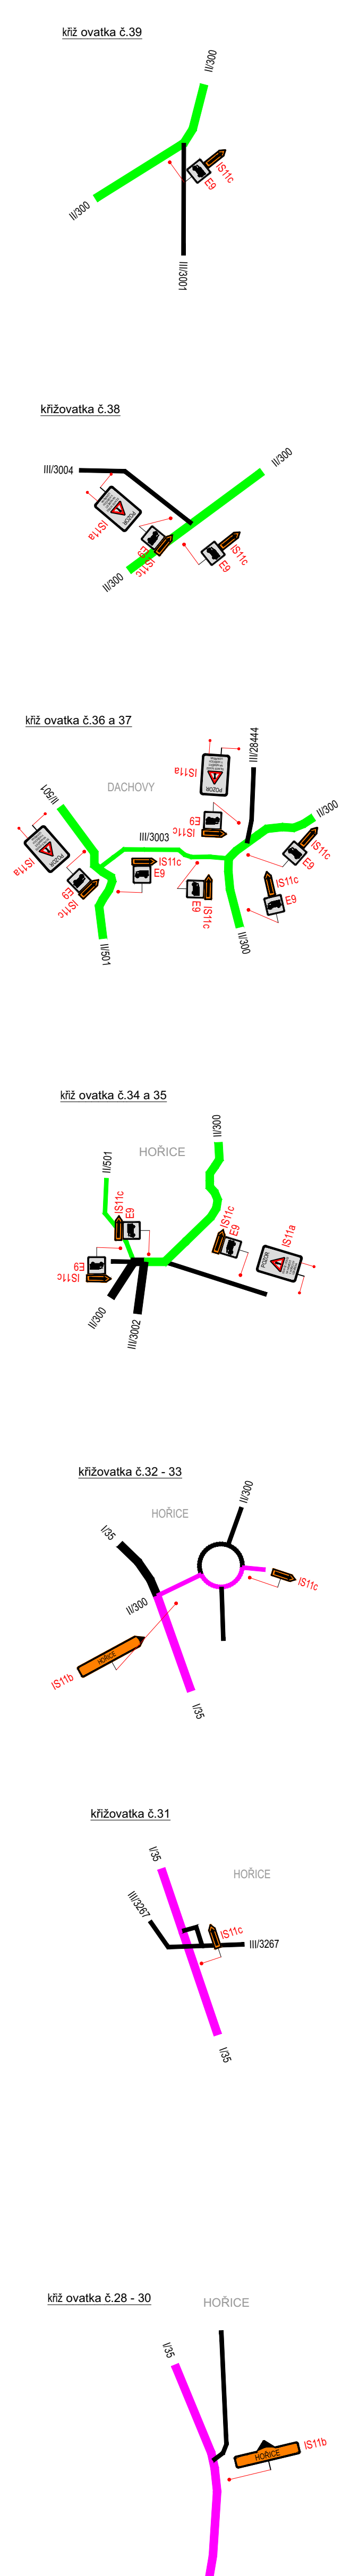 křiž ovatka č.39
II/300
IS11c
E9
II/300
III/3001
křižovatka č.38
II/300
III/3004
POZOR
IS11a
E9
IS11c
IS11c
E9
II/300
křiž ovatka č.36 a 37
III/28444
IS11a
POZOR
DACHOVY
II/501
II/300
E9
IS11c
III/3003
IS11c
POZOR
IS11a
IS11c
E9
E9
E9
IS11c
IS11c
E9
E9
IS11c
II/300
II/501
křiž ovatka č.34 a 35
II/300
HOŘICE
II/501
IS11c
E9
IS11c
E9
IS11a
POZOR
E9
IS11c
II/300
III/3002
křižovatka č.32 - 33
II/300
HOŘICE
I/35
IS11c
II/300
HOŘICE
IS11b
I/35
křižovatka č.31
I/35
HOŘICE
III/3267
IS11c
III/3267
I/35
křiž ovatka č.28 - 30
HOŘICE
I/35
IS11b
HOŘICE